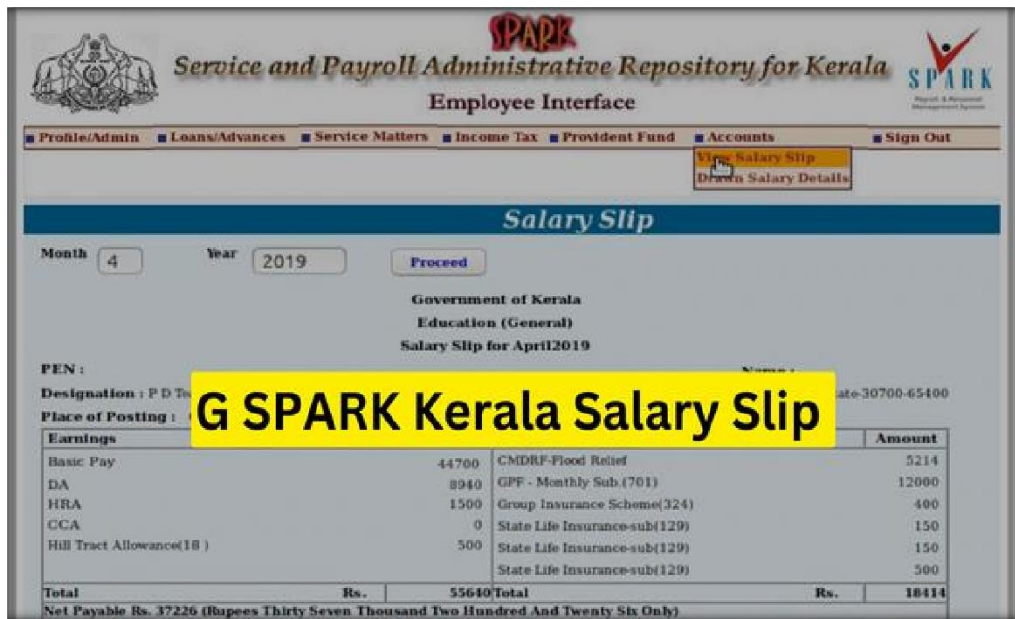 SPARK
Service and Payroll Administrative Repository for Kerala
SPARK
Payroll & Personnel
Management System
Employee Interface
Profile/Admin Loans/Advances Service Matters Income Tax Provident Fund Accounts Sign Out
View Salary Slip
Drawn Salary Details
Salary Slip
Month 4 Year 2019 Proceed
Government of Kerala
Education (General)
Salary Slip for April2019
PEN : Name :
Designation : P D 30700-65400
G SPARK Kerala Salary Slip
Place of Posting :
Earnings Amount
Basic Pay 44700 CMDRF-Flood Relief 5214
DA 8940 GPF - Monthly Sub.(701) 12000
HRA 1500 Group Insurance Scheme(324) 400
CCA 0 State Life Insurance-sub(129) 150
Hill Tract Allowance(18 ) 500 State Life Insurance-sub(129) 150
State Life Insurance-sub(129) 500
Total Rs. 55640 Total Rs. 18414
Net Payable Rs. 37226 (Rupees Thirty Seven Thousand Two Hundred And Twenty Six Only)